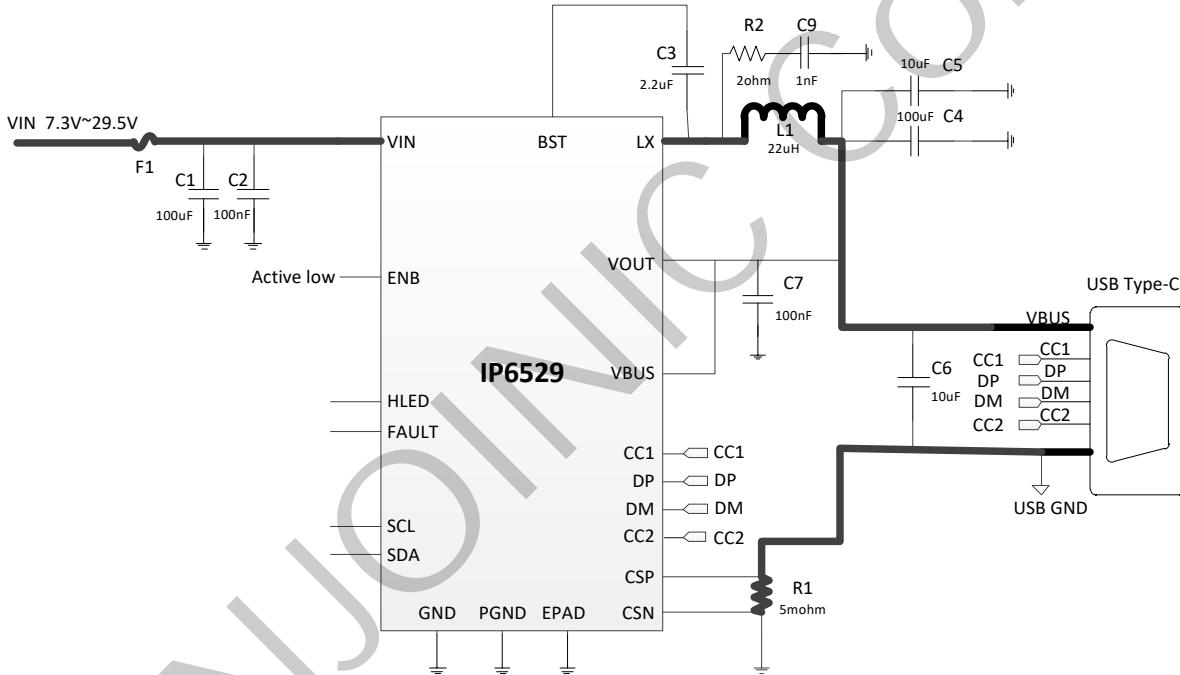 R2
C9
C3
2.2uF
2ohm
1nF
10uF
C5
100uF
C4
VIN 7.3V~29.5V
F1
VIN
BST
LX
L1
22uH
C1
C2
100uF
100nF
Active low
ENB
VOUT
C7
100nF
USB Type-C
VBUS
IP6529
VBUS
C6
10uF
CC1
CC1
DP
DP
DM
DM
CC2
CC2
HLED
FAULT
CC1
CC1
DP
DP
DM
DM
CC2
CC2
USB GND
SCL
SDA
CSP
CSN
R1
5mohm
GND
PGND
EPAD
INJOINIC CO